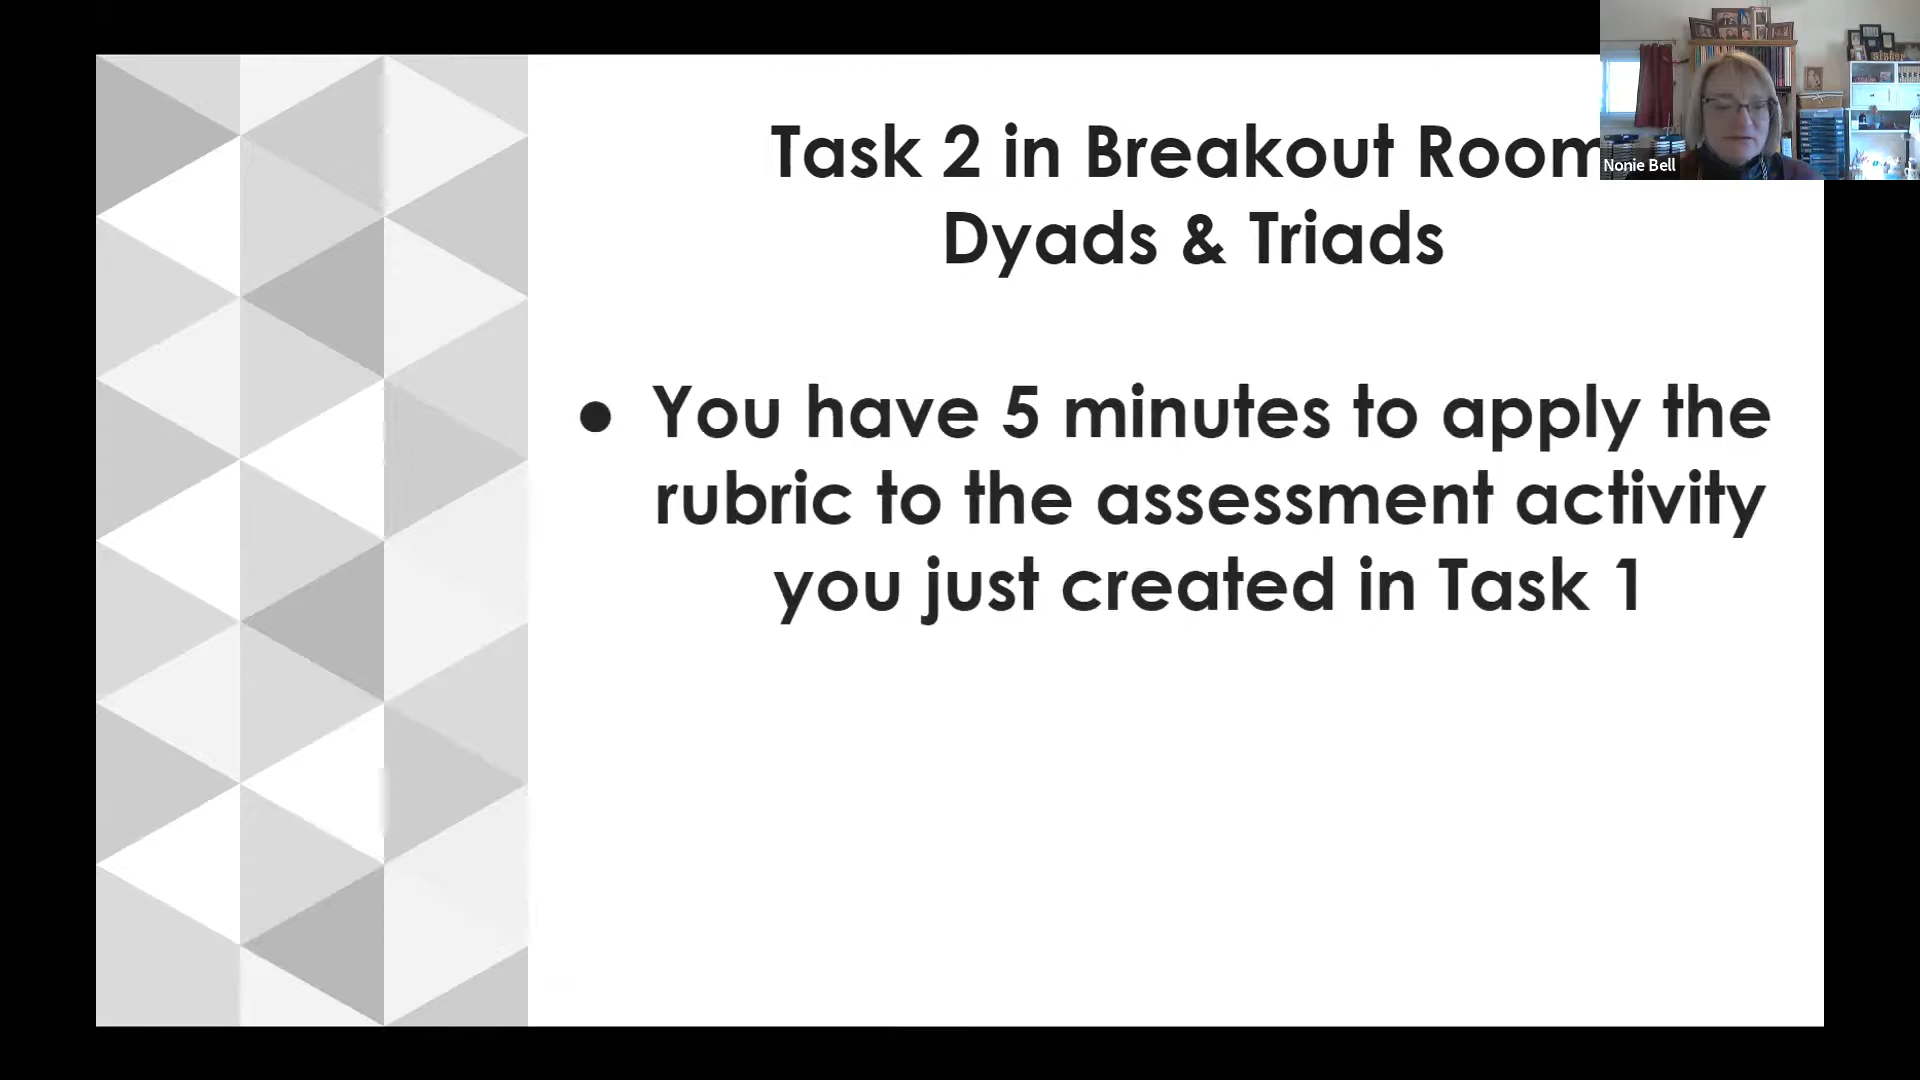 Task 2 in Breakout Room
Dyads & Triads
● You have 5 minutes to apply the
rubric to the assessment activity
you just created in Task 1
Nonie Bell